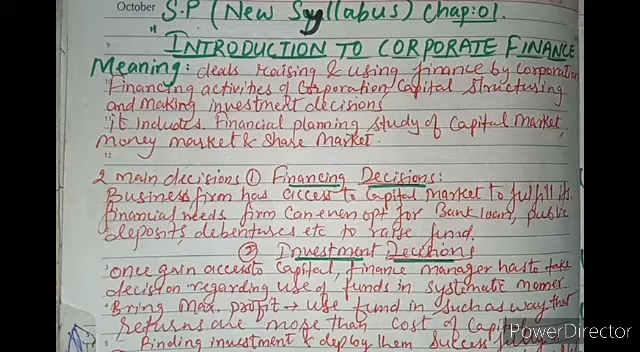 October S.P (New Syllabus) Chap:01.
"INTRODUCTION TO CORPORATE FINANCE"
Meaning: deals raising & using finance by corporation
Financing activities of Corporation, Capital structuring
and making investment decisions
it includes. Financial planning study of Capital market,
money market & share market.
12
2 main decisions ① Financing Decisions:
Business firm has access to Capital market to fulfill its
financial needs firm can even opt for Bank loan, public
deposits, debentures etc to raise fund.
② Investment Decisions
once gain access to Capital, finance manager has to take
decision regarding use of funds in systematic manner
Bring max. profit → use fund in such as way that
returns are more than cost of Capital
Finding investment & deploy them successfully
PowerDirector